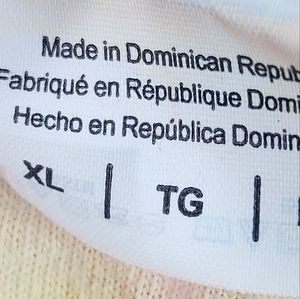 Made in Dominican Repub
Fabriqué en République Domi
Hecho en República Domin
XL | TG |